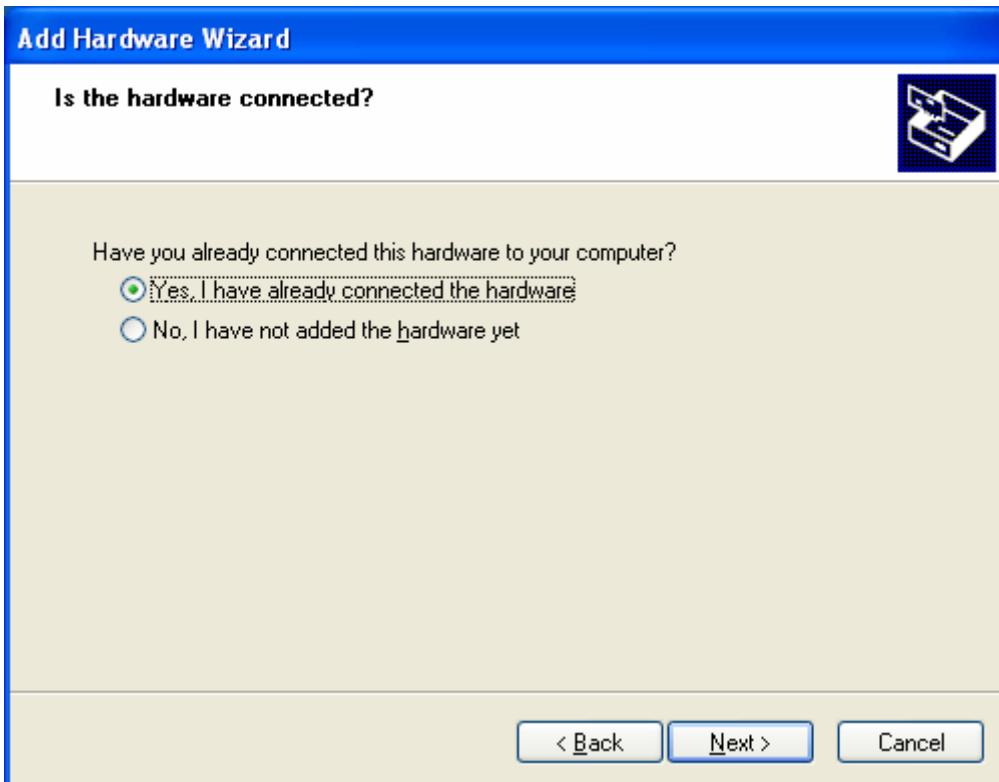 Add Hardware Wizard
Is the hardware connected?
Have you already connected this hardware to your computer?
Yes, I have already connected the hardware
No, I have not added the hardware yet
< Back Next > Cancel